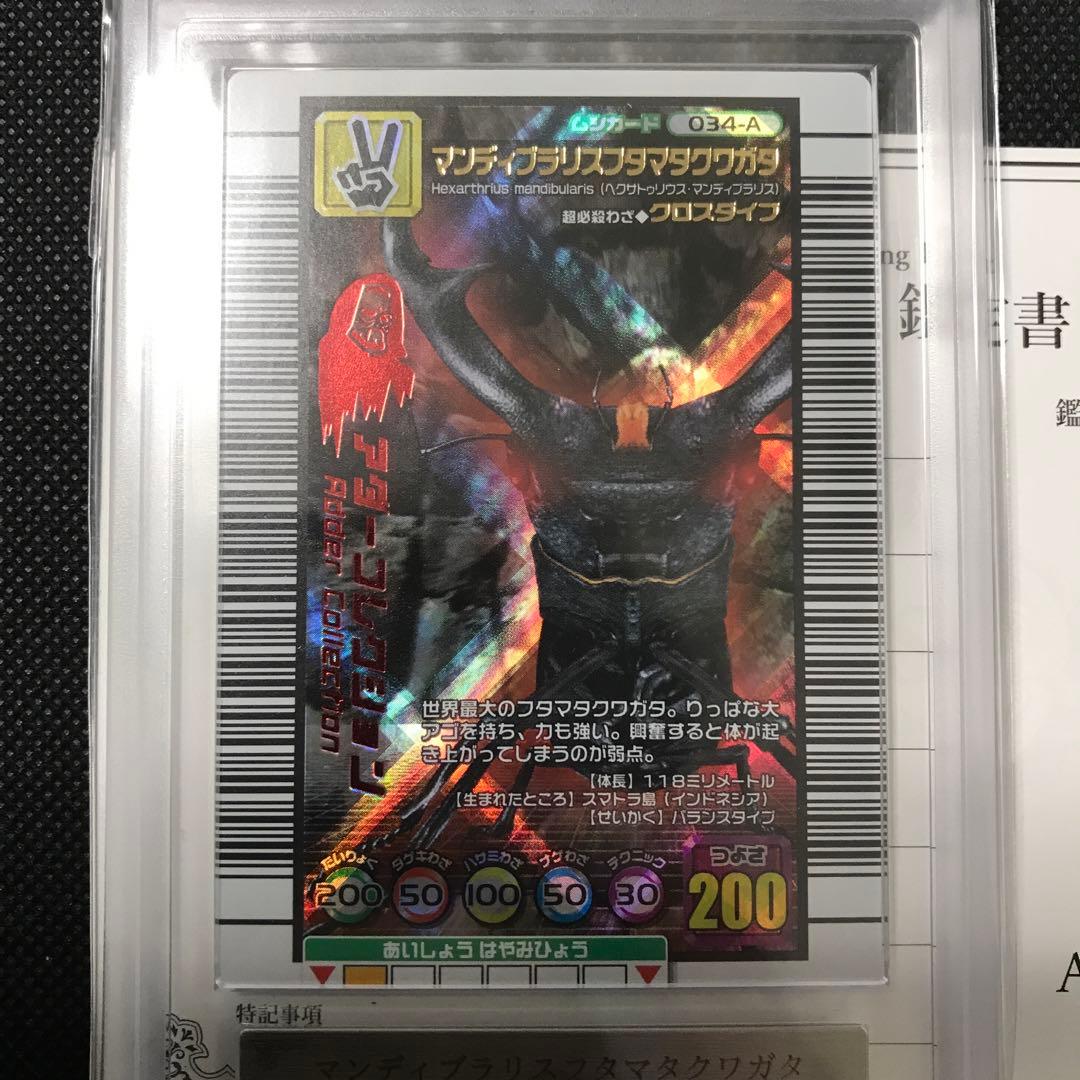 ムシカード 034-A
マンディブラリスフタマタクワガタ
Hexarthrius mandibularis (ヘクサトゥリウス・マンディブラリス)
超必殺わざ◆クロスダイブ
アダーコレクション
Adder Collection
世界最大のフタマタクワガタ。りっぱな大
アゴを持ち、力も強い。興奮すると体が起
き上がってしまうのが弱点。
【体長】118ミリメートル
【生まれたところ】スマトラ島(インドネシア)
【せいかく】バランスタイプ
たいりょく ダゲキわざ ハサミわざ ナゲわざ テクニック つよさ
200 50 100 50 30 200
あいしょう はやみひょう
ng
書
鑑
A
特記事項
マンディブラリスフタマタクワガタ